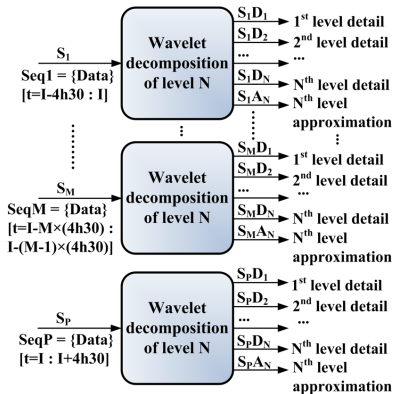 S1
Seq1 = {Data}
[t=I-4h30 : I]
Wavelet
decomposition
of level N
S1D1
S1D2
...
S1DN
S1AN
1st level detail
2nd level detail
...
Nth level detail
Nth level
approximation
SM
SeqM = {Data}
[t=I-M×(4h30) :
I-(M-1)×(4h30)]
Wavelet
decomposition
of level N
SMD1
SMD2
...
SMDN
SMAN
1st level detail
2nd level detail
...
Nth level detail
Nth level
approximation
SP
SeqP = {Data}
[t=I : I+4h30]
Wavelet
decomposition
of level N
SPD1
SPD2
...
SPDN
SPAN
1st level detail
2nd level detail
...
Nth level detail
Nth level
approximation